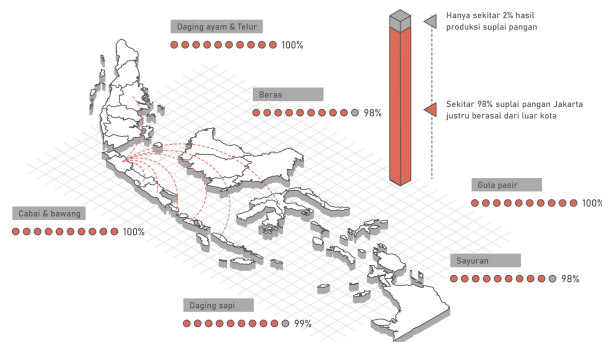 Daging ayam & Telur
100%
Hanya sekitar 2% hasil
produksi suplai pangan
Beras
98%
Sekitar 98% suplai pangan Jakarta
justru berasal dari luar kota
Gula pasir
100%
Cabai & bawang
100%
Sayuran
98%
Daging sapi
99%